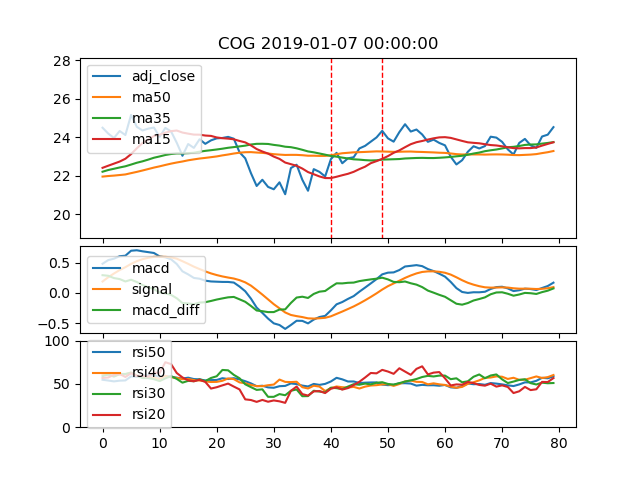 COG 2019-01-07 00:00:00
28
26
24
22
20
adj_close
ma50
ma35
ma15
0.5
0.0
−0.5
macd
signal
macd_diff
100
50
0
rsi50
rsi40
rsi30
rsi20
0 10 20 30 40 50 60 70 80